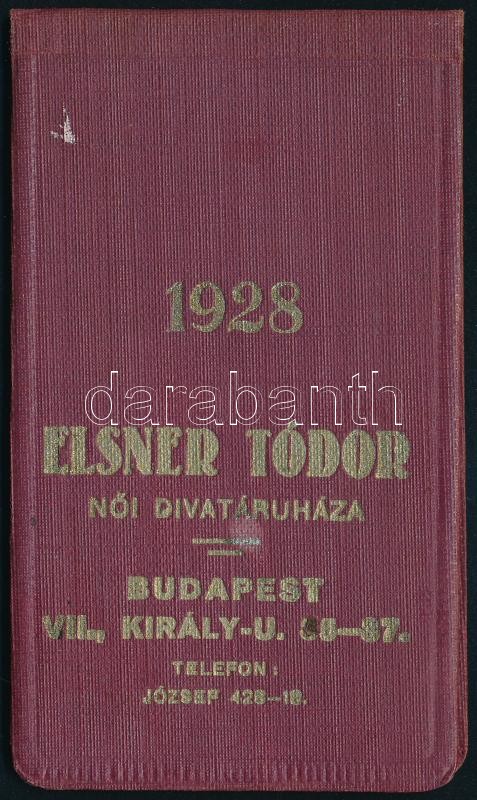 1928
darabanth
ELSNER TÓDOR
NŐI DIVATÁRUHÁZA
BUDAPEST
VII., KIRÁLY-U.
TELEFON:
JÓZSEF 428–18.